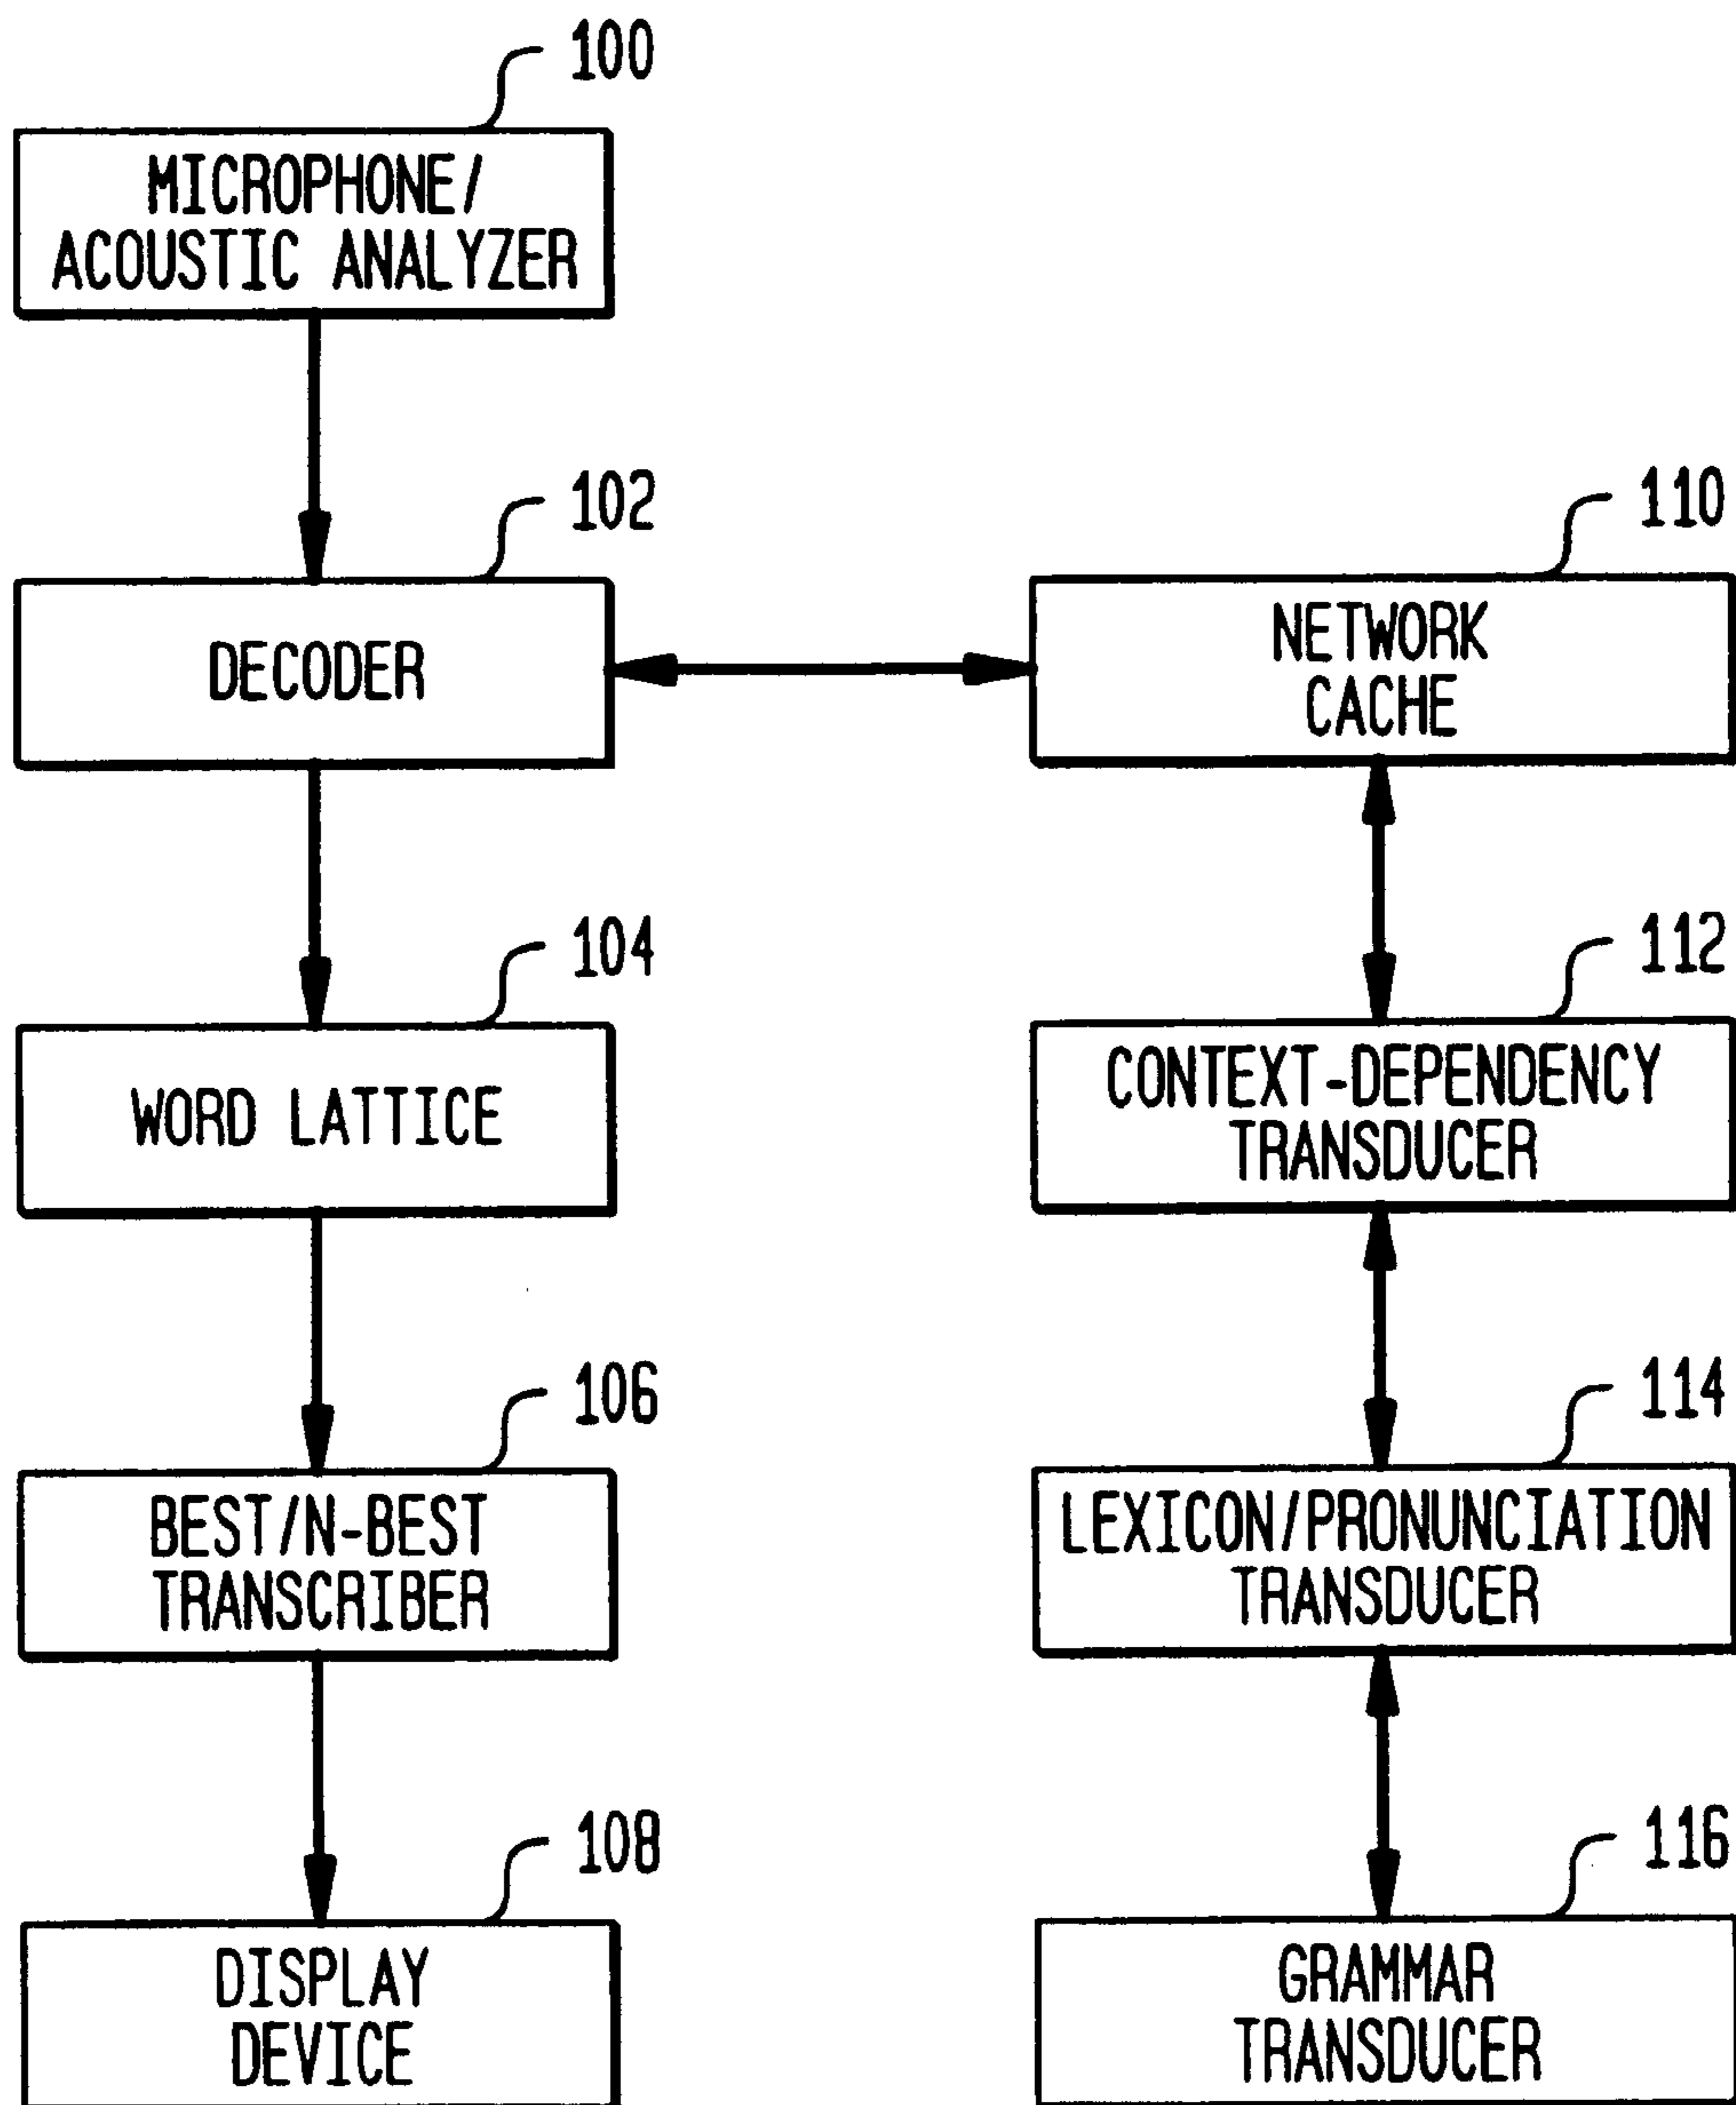 100
MICROPHONE/
ACOUSTIC ANALYZER
102
DECODER
104
WORD LATTICE
106
BEST/N-BEST
TRANSCRIBER
108
DISPLAY
DEVICE
110
NETWORK
CACHE
112
CONTEXT-DEPENDENCY
TRANSDUCER
114
LEXICON/PRONUNCIATION
TRANSDUCER
116
GRAMMAR
TRANSDUCER